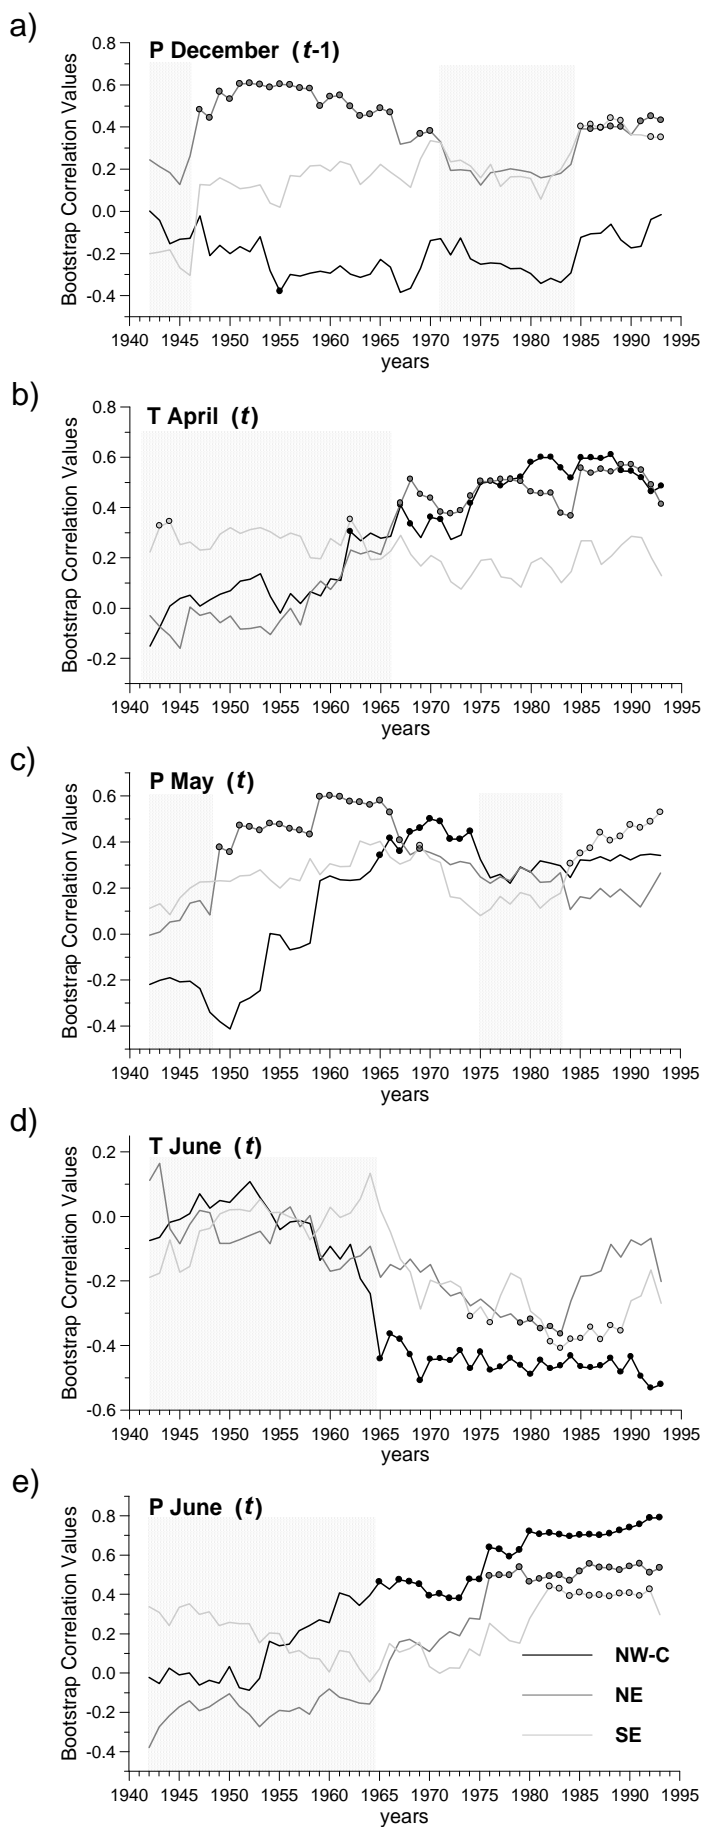 a)
P December (t-1)
Bootstrap Correlation Values
0.8
0.6
0.4
0.2
0.0
-0.2
-0.4
1940 1945 1950 1955 1960 1965 1970 1975 1980 1985 1990 1995
years
b)
T April (t)
Bootstrap Correlation Values
0.8
0.6
0.4
0.2
0.0
-0.2
1940 1945 1950 1955 1960 1965 1970 1975 1980 1985 1990 1995
years
c)
P May (t)
Bootstrap Correlation Values
0.6
0.4
0.2
0.0
-0.2
-0.4
1940 1945 1950 1955 1960 1965 1970 1975 1980 1985 1990 1995
years
d)
T June (t)
Bootstrap Correlation Values
0.2
0.0
-0.2
-0.4
-0.6
1940 1945 1950 1955 1960 1965 1970 1975 1980 1985 1990 1995
years
e)
P June (t)
Bootstrap Correlation Values
0.8
0.6
0.4
0.2
0.0
-0.2
-0.4
NW-C
NE
SE
1940 1945 1950 1955 1960 1965 1970 1975 1980 1985 1990 1995
years